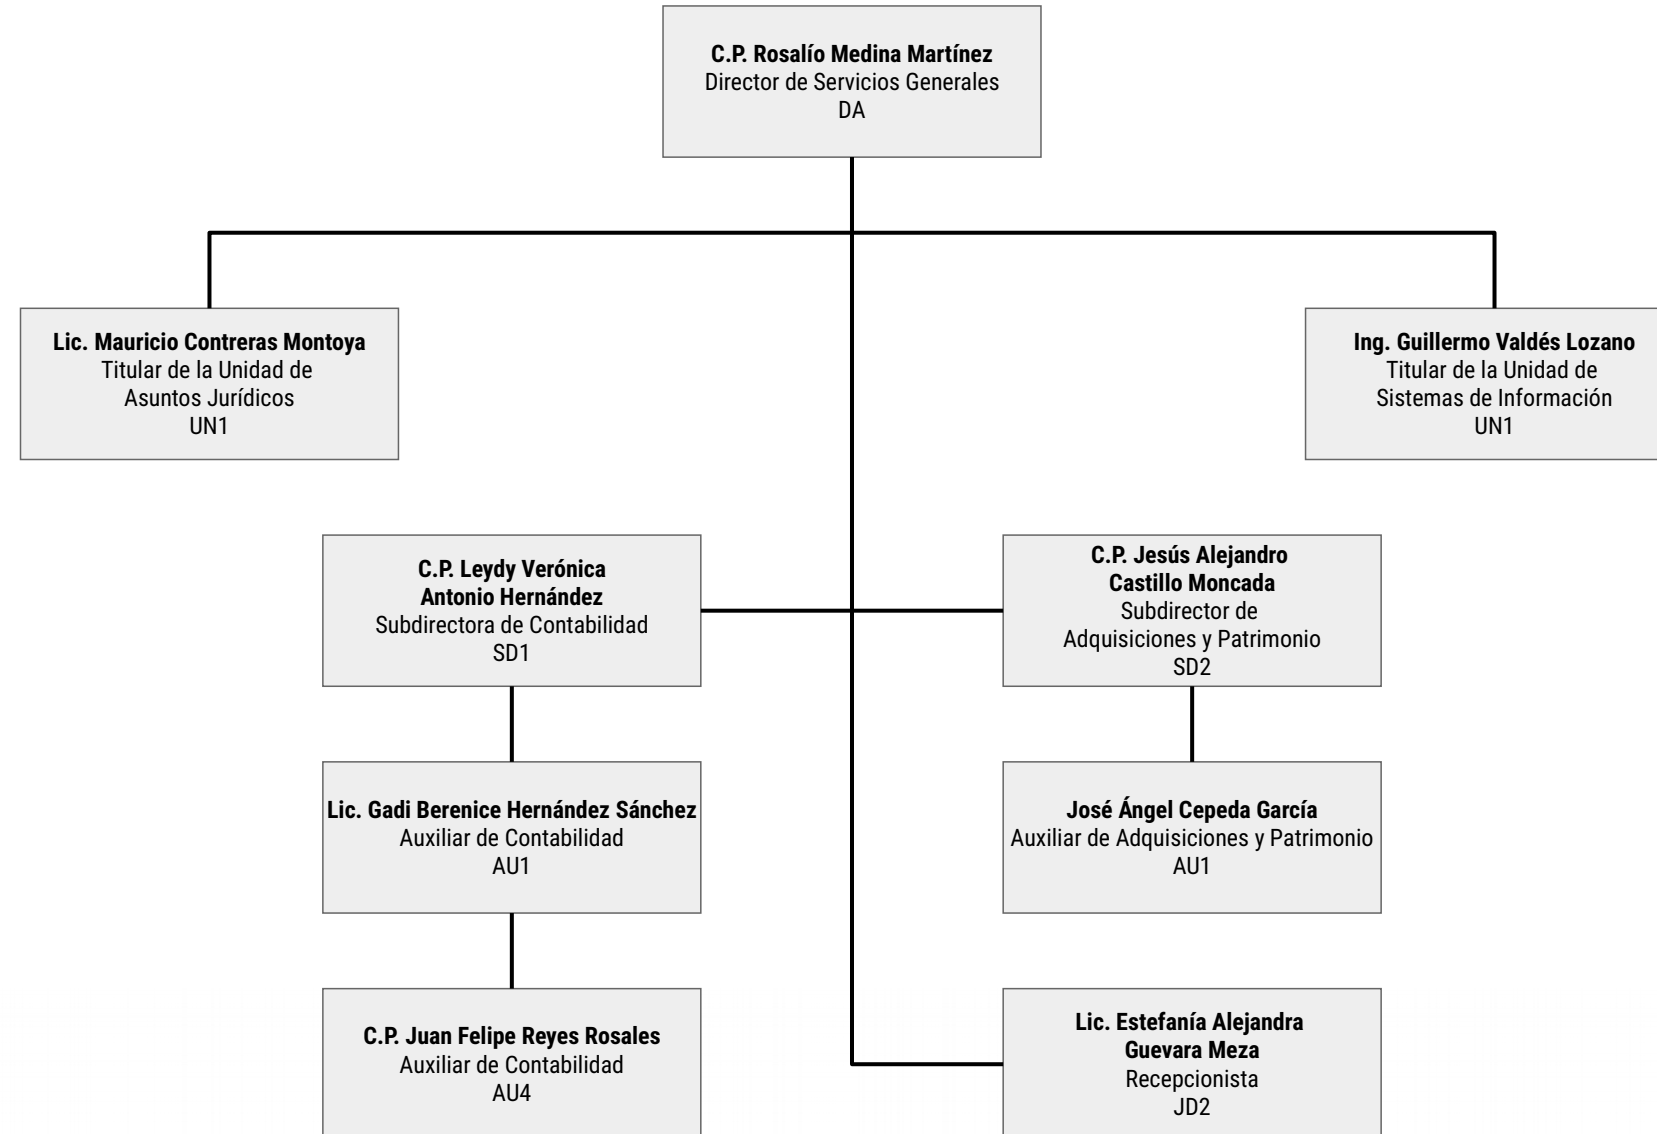 C.P. Rosalío Medina Martínez
Director de Servicios Generales
DA
Lic. Mauricio Contreras Montoya
Titular de la Unidad de
Asuntos Jurídicos
UN1
Ing. Guillermo Valdés Lozano
Titular de la Unidad de
Sistemas de Información
UN1
C.P. Leydy Verónica
Antonio Hernández
Subdirectora de Contabilidad
SD1
C.P. Jesús Alejandro
Castillo Moncada
Subdirector de
Adquisiciones y Patrimonio
SD2
Lic. Gadi Berenice Hernández Sánchez
Auxiliar de Contabilidad
AU1
José Ángel Cepeda García
Auxiliar de Adquisiciones y Patrimonio
AU1
C.P. Juan Felipe Reyes Rosales
Auxiliar de Contabilidad
AU4
Lic. Estefanía Alejandra
Guevara Meza
Recepcionista
JD2